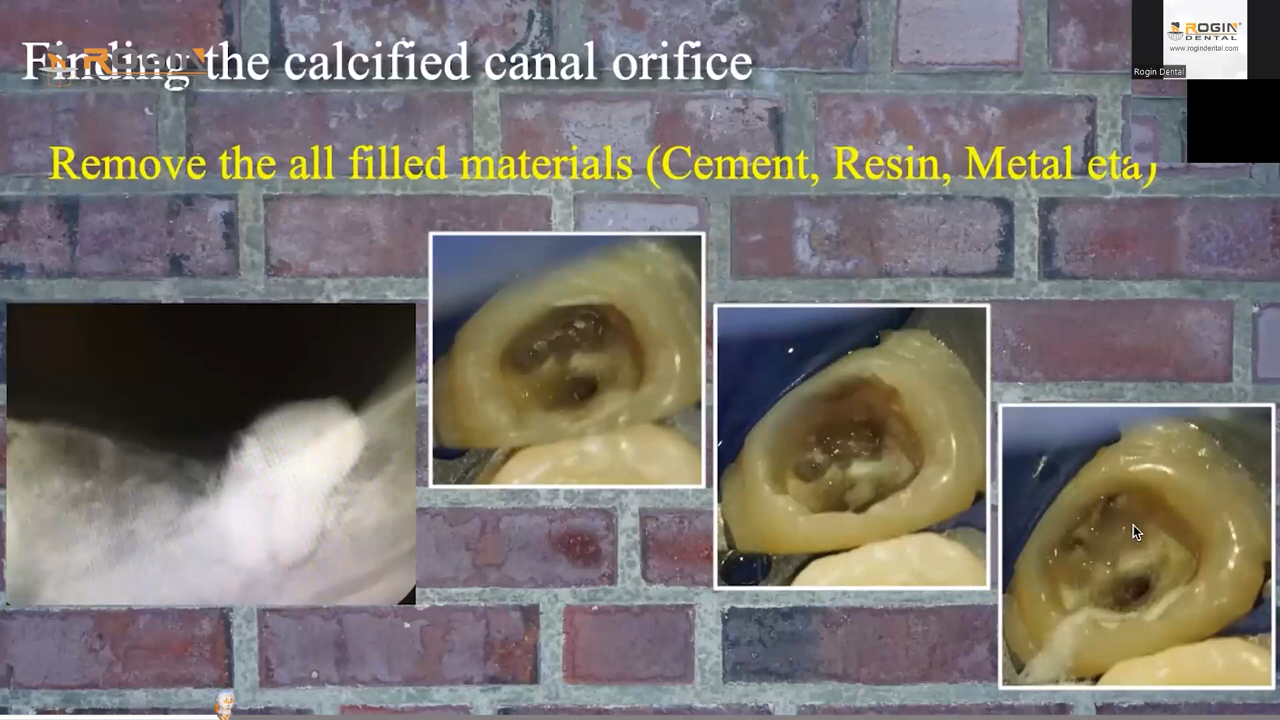 Finding the calcified canal orifice
Remove the all filled materials (Cement, Resin, Metal eta)
ROGIN
DENTAL
www.rogindental.com
Rogin Dental